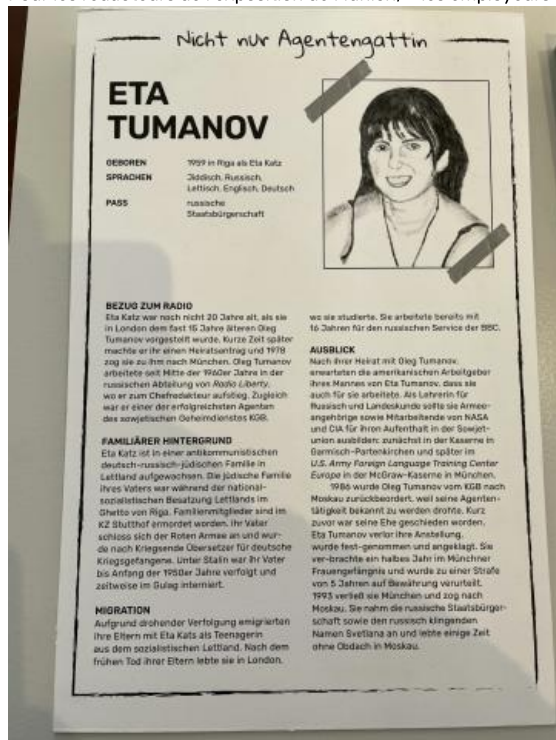 Nicht nur Agentengattin
ETA
TUMANOV
GEBOREN 1959 in Riga als Eta Katz
SPRACHEN Jiddisch, Russisch,
Lettisch, Englisch, Deutsch
PASS russische
Staatsbürgerschaft
BEZUG ZUM RADIO
Eta Katz war noch nicht 20 Jahre alt, als sie
in London dem fast 15 Jahre älteren Oleg
Tumanov vorgestellt wurde. Kurze Zeit später
machte er ihr einen Heiratsantrag und 1978
zog sie zu ihm nach München. Oleg Tumanov
arbeitete seit Mitte der 1960er Jahre in der
russischen Abteilung von Radio Liberty,
wo er zum Chefredakteur aufstieg. Zugleich
war er einer der erfolgreichsten Agenten
des sowjetischen Geheimdienstes KGB.
FAMILIÄRER HINTERGRUND
Eta Katz ist in einer antikommunistischen
deutsch-russisch-jüdischen Familie in
Lettland aufgewachsen. Die jüdische Familie
ihres Vaters war während der national-
sozialistischen Besatzung Lettlands im
Ghetto von Riga. Familienmitglieder sind im
KZ Stutthof ermordet worden. Ihr Vater
schloss sich der Roten Armee an und wur-
de nach Kriegsende Übersetzer für deutsche
Kriegsgefangene. Unter Stalin war ihr Vater
bis Anfang der 1950er Jahre verfolgt und
zeitweise im Gulag interniert.
MIGRATION
Aufgrund drohender Verfolgung emigrierten
ihre Eltern mit Eta Kats als Teenagerin
aus dem sozialistischen Lettland. Nach dem
frühen Tod ihrer Eltern lebte sie in London,
wo sie studierte. Sie arbeitete bereits mit
16 Jahren für den russischen Service der BBC.
AUSBLICK
Nach ihrer Heirat mit Oleg Tumanov,
erwarteten die amerikanischen Arbeitgeber
ihres Mannes von Eta Tumanov, dass sie
auch für sie arbeitete. Als Lehrerin für
Russisch und Landeskunde sollte sie Armee-
angehörige sowie Mitarbeitende von NASA
und CIA für ihren Aufenthalt in der Sowjet-
union ausbilden: zunächst in der Kaserne in
Germisch-Partenkirchen und später im
U.S. Army Foreign Language Training Center
Europe in der McGraw-Kaserne in München.
1986 wurde Oleg Tumanov vom KGB nach
Moskau zurückbeordert, weil seine Agenten-
tätigkeit bekannt zu werden drohte. Kurz
zuvor war seine Ehe geschieden worden.
Eta Tumanov verlor ihre Anstellung,
wurde fest-genommen und angeklagt. Sie
ver-brachte ein halbes Jahr im Münchner
Frauengefängnis und wurde zu einer Strafe
von 5 Jahren auf Bewährung verurteilt.
1993 verließ sie München und zog nach
Moskau. Sie nahm die russische Staatsbürger-
schaft sowie den russisch klingenden
Namen Svetlana an und lebte einige Zeit
ohne Obdach in Moskau.